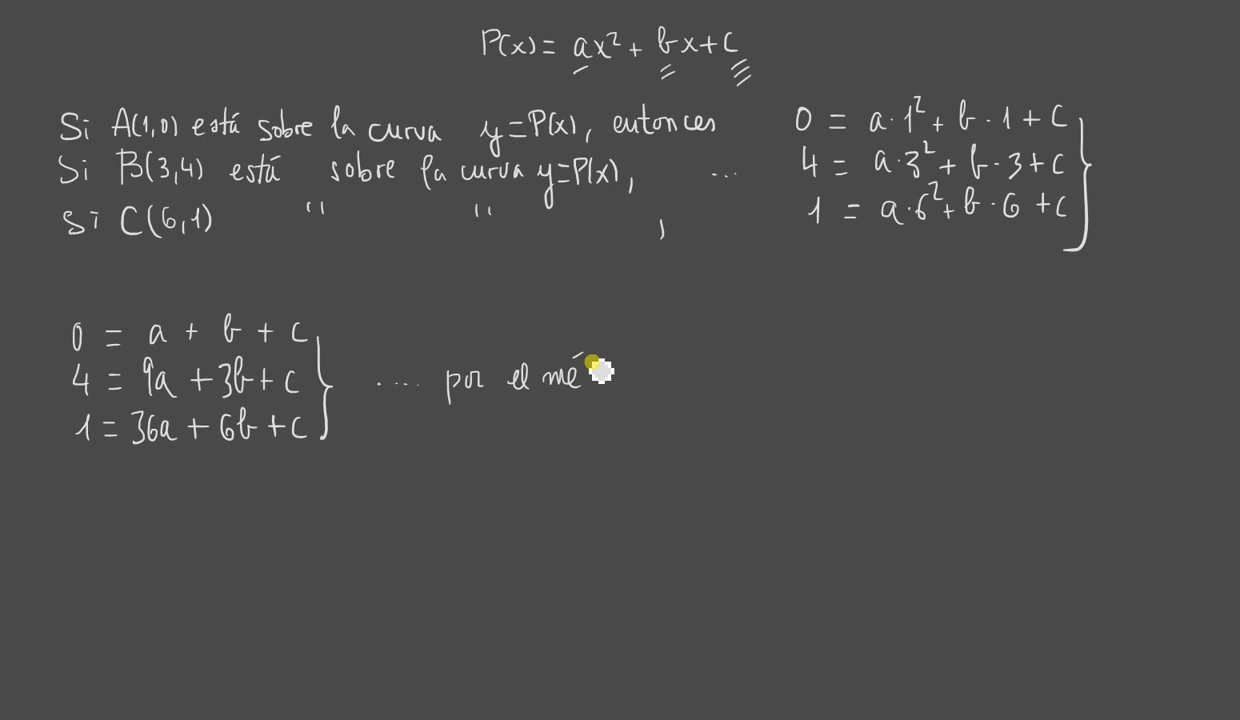 P(x) = ax² + bx + c
Si A(1,0) está sobre la curva y=P(x), entonces 0 = a·1² + b·1 + c
Si B(3,4) está sobre la curva y=P(x), ... 4 = a·3² + b·3 + c
Si C(6,1) " " , 1 = a·6² + b·6 + c
0 = a + b + c
4 = 9a + 3b + c .... por el mé
1 = 36a + 6b + c